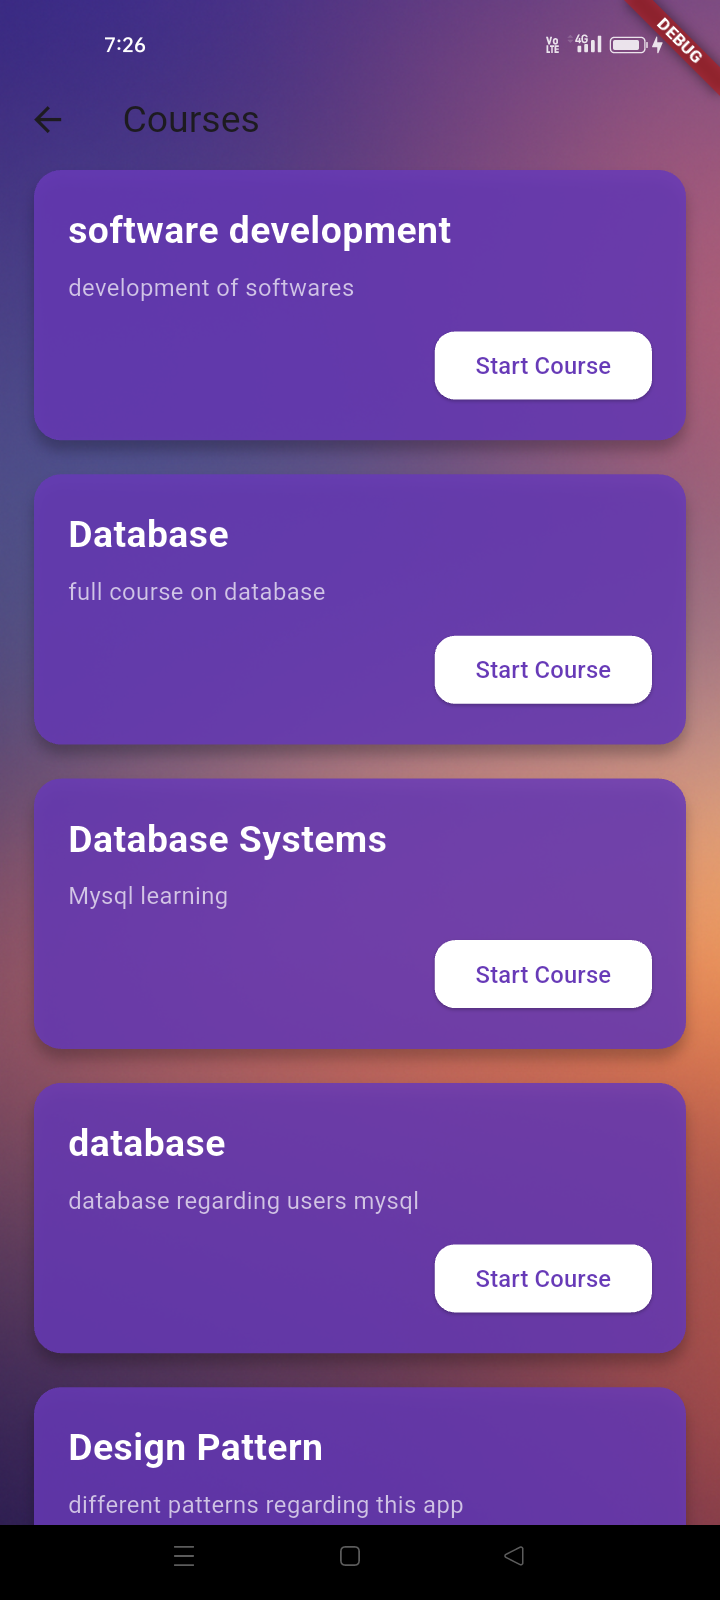 7:26
Vo
LTE
4G
DEBUG
Courses
software development
development of softwares
Start Course
Database
full course on database
Start Course
Database Systems
Mysql learning
Start Course
database
database regarding users mysql
Start Course
Design Pattern
different patterns regarding this app